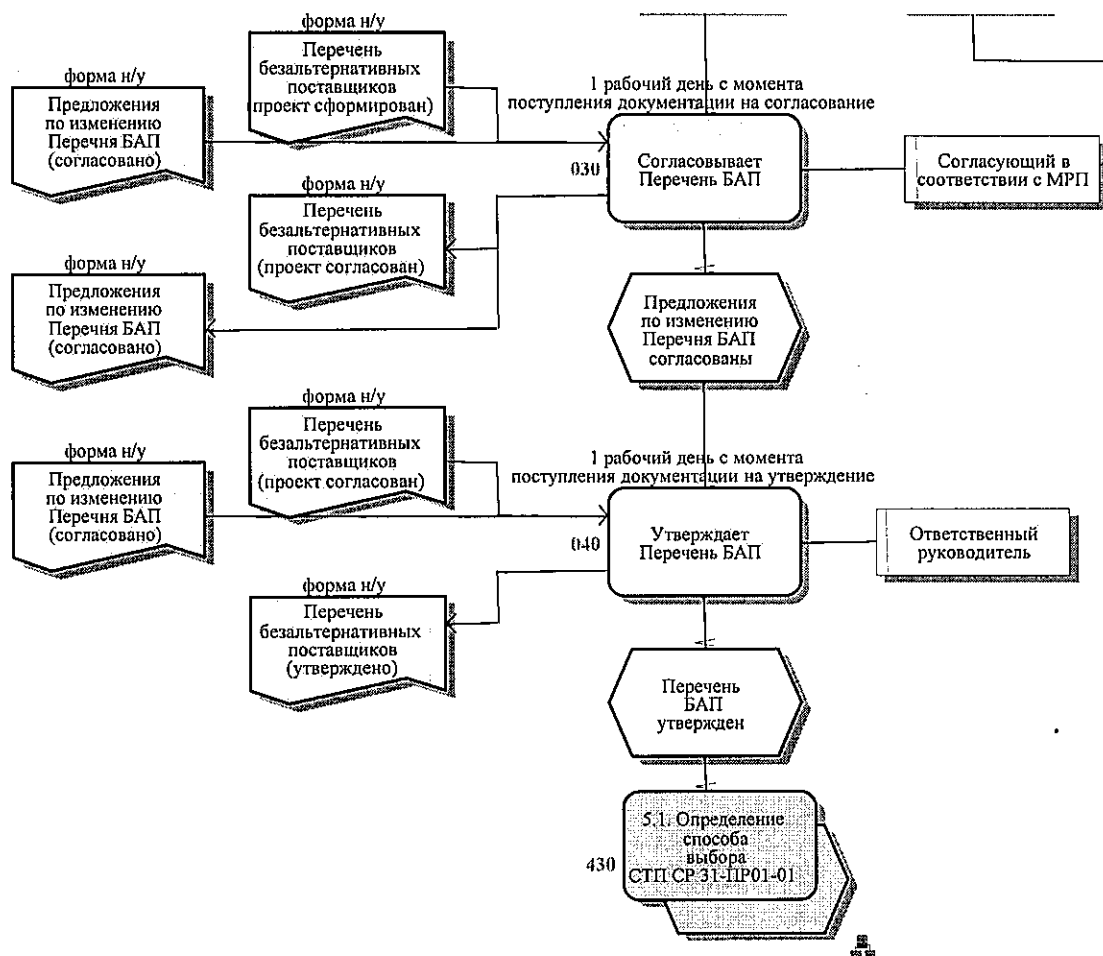 форма н/у
Перечень
безальтернативных
поставщиков
(проект сформирован)
форма н/у
Предложения
по изменению
Перечня БАП
(согласовано)
1 рабочий день с момента
поступления документации на согласование
030
Согласовывает
Перечень БАП
Согласующий в
соответствии с МРП
форма н/у
Перечень
безальтернативных
поставщиков
(проект согласован)
форма н/у
Предложения
по изменению
Перечня БАП
(согласовано)
Предложения
по изменению
Перечня БАП
согласованы
форма н/у
Перечень
безальтернативных
поставщиков
(проект согласован)
форма н/у
Предложения
по изменению
Перечня БАП
(согласовано)
1 рабочий день с момента
поступления документации на утверждение
040
Утверждает
Перечень БАП
Ответственный
руководитель
форма н/у
Перечень
безальтернативных
поставщиков
(утверждено)
Перечень
БАП
утвержден
430
5.1. Определение
способа
выбора
СТП СР 31-ПР01-01